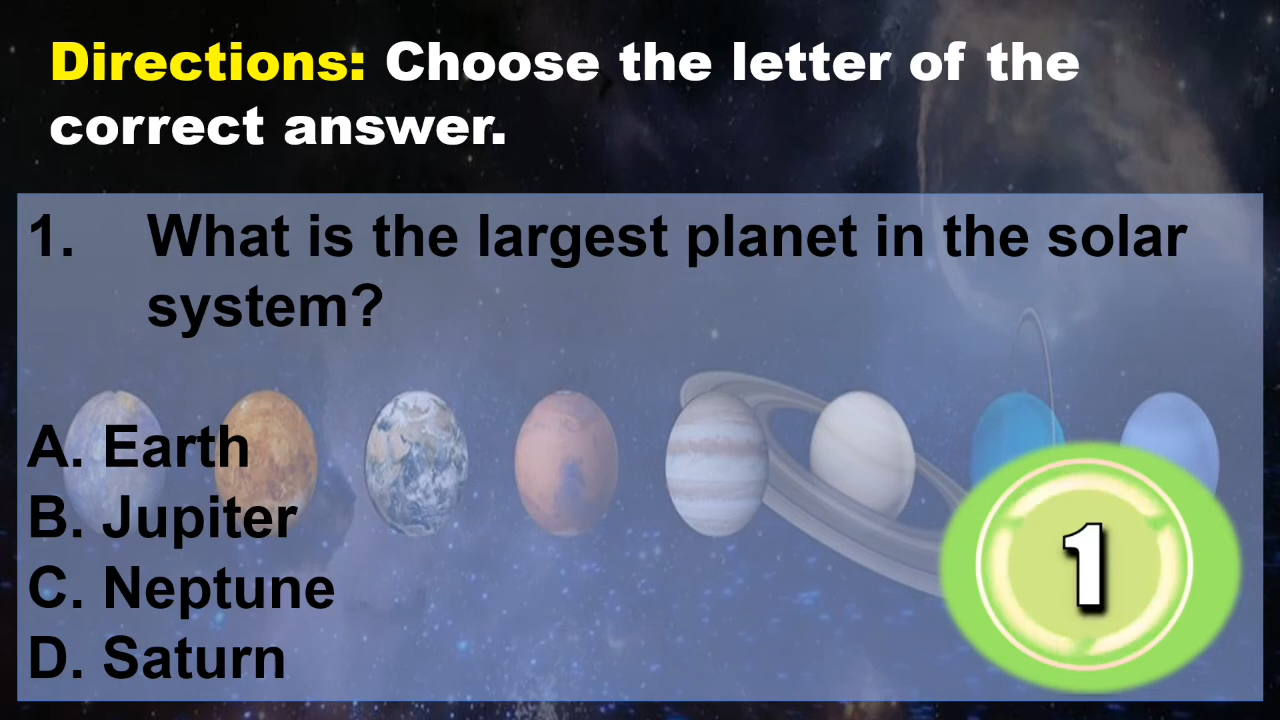 Directions: Choose the letter of the
correct answer.
1. What is the largest planet in the solar
system?
A. Earth
B. Jupiter
C. Neptune
D. Saturn
1